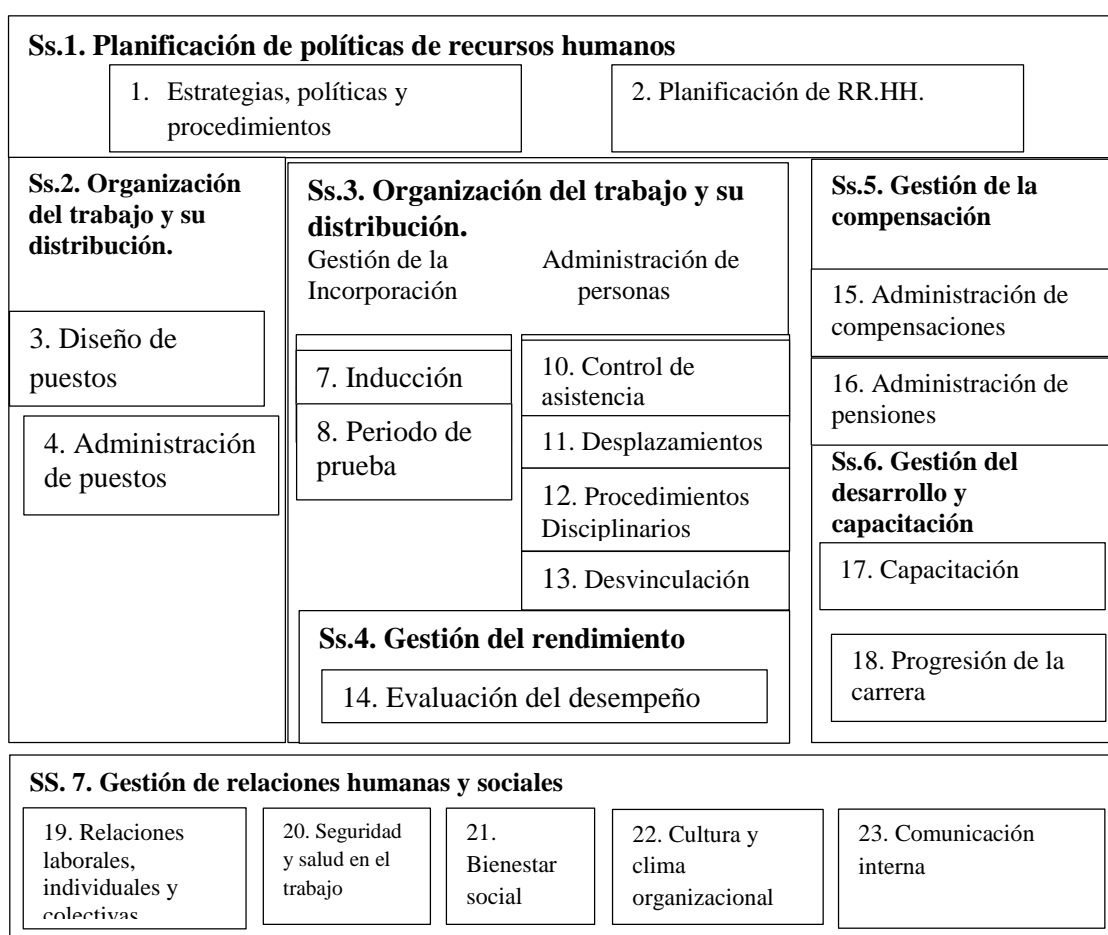 Ss.1. Planificación de políticas de recursos humanos
1. Estrategias, políticas y
procedimientos
2. Planificación de RR.HH.
Ss.2. Organización
del trabajo y su
distribución.
3. Diseño de
puestos
4. Administración
de puestos
Ss.3. Organización del trabajo y su
distribución.
Gestión de la
Incorporación
7. Inducción
8. Periodo de
prueba
Administración de
personas
10. Control de
asistencia
11. Desplazamientos
12. Procedimientos
Disciplinarios
13. Desvinculación
Ss.4. Gestión del rendimiento
14. Evaluación del desempeño
Ss.5. Gestión de la
compensación
15. Administración de
compensaciones
16. Administración de
pensiones
Ss.6. Gestión del
desarrollo y
capacitación
17. Capacitación
18. Progresión de la
carrera
SS. 7. Gestión de relaciones humanas y sociales
19. Relaciones
laborales,
individuales y
colectivas
20. Seguridad
y salud en el
trabajo
21.
Bienestar
social
22. Cultura y
clima
organizacional
23. Comunicación
interna